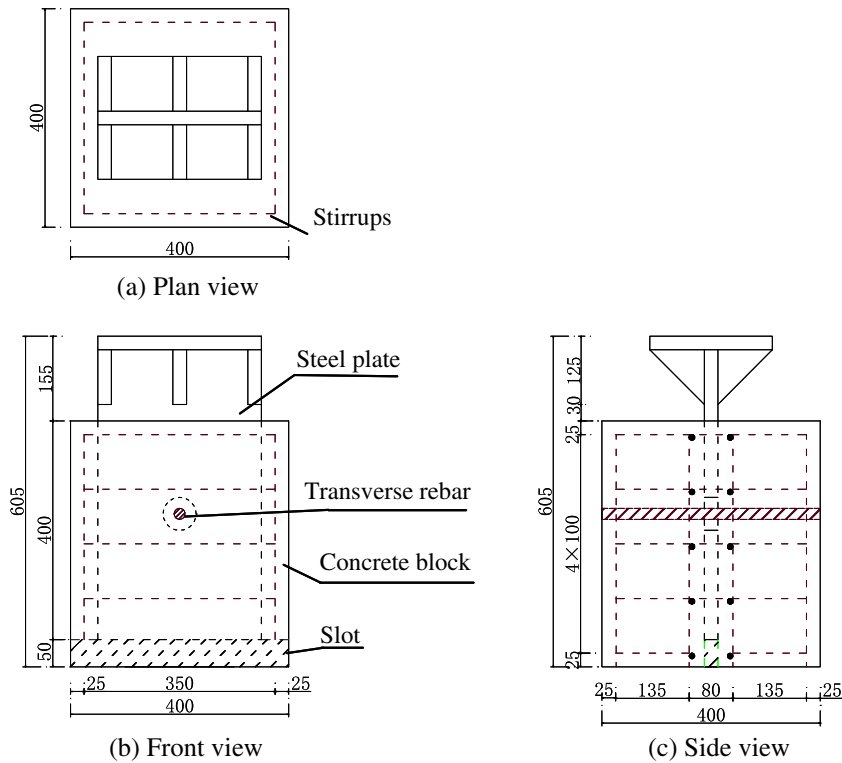 400
Stirrups
400
(a) Plan view
155
Steel plate
605
400
Transverse rebar
Concrete block
Slot
50
25 350 25
400
(b) Front view
125
30
25
605
4×100
25
25 135 80 135 25
400
(c) Side view